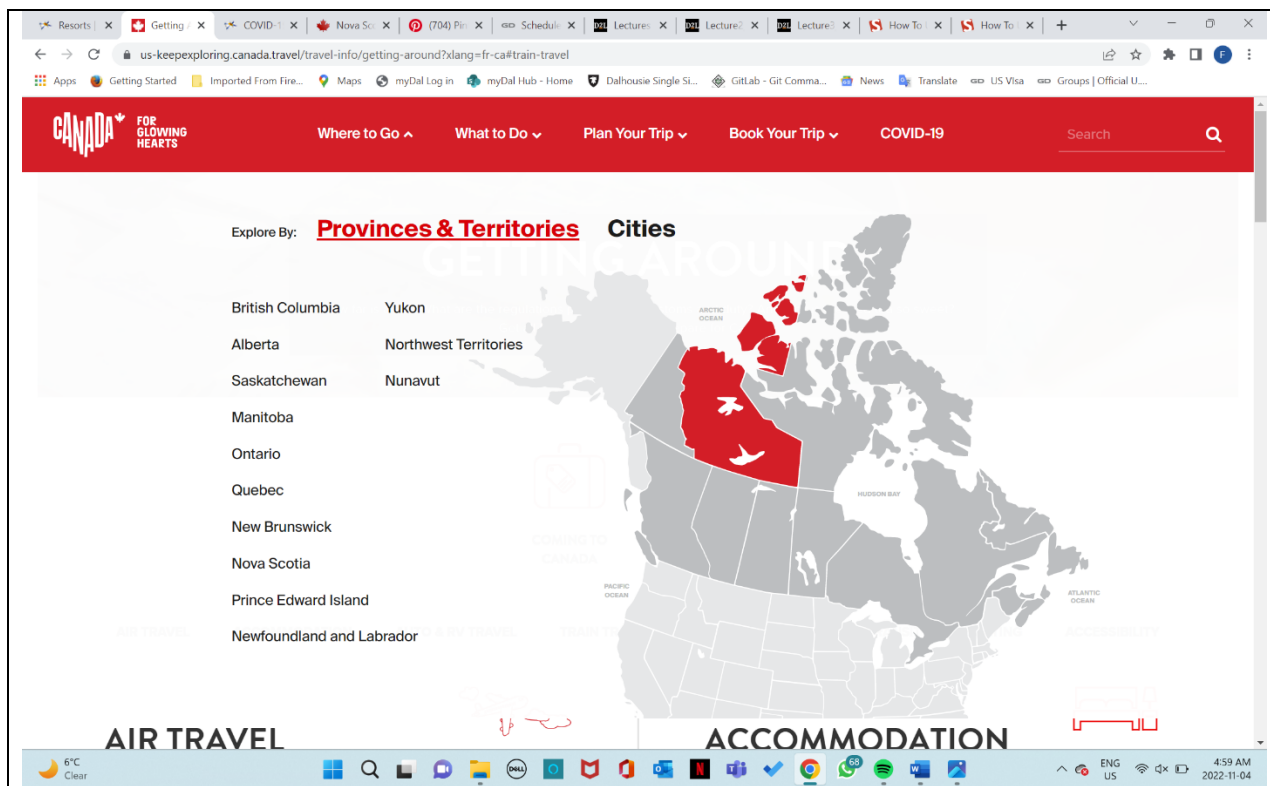 Resorts
Getting A
COVID-1
Nova Sco
(704) Pin
Schedule
Lectures
Lecture2
Lecture3
How To
How To
us-keepexploring.canada.travel/travel-info/getting-around?xlang=fr-ca#train-travel
F
Apps Getting Started Imported From Fire... Maps myDal Log in myDal Hub - Home Dalhousie Single Si... GitLab - Git Comma... News Translate US VIsa Groups | Official U....
CANADA
FOR
GLOWING
HEARTS
Where to Go What to Do Plan Your Trip Book Your Trip COVID-19 Search
Explore By: Provinces & Territories Cities
GETTING AROUND
British Columbia Yukon
Alberta Northwest Territories
Saskatchewan Nunavut
Manitoba
Ontario
Quebec
New Brunswick
Nova Scotia
Prince Edward Island
Newfoundland and Labrador
ARCTIC
OCEAN
HUDSON BAY
COMING TO
CANADA
PACIFIC
OCEAN
ATLANTIC
OCEAN
AIR TRAVEL
ACCESSIBILITY
AIR TRAVEL ACCOMMODATION
6°C
Clear
DELL
68
ENG
US
4:59 AM
2022-11-04